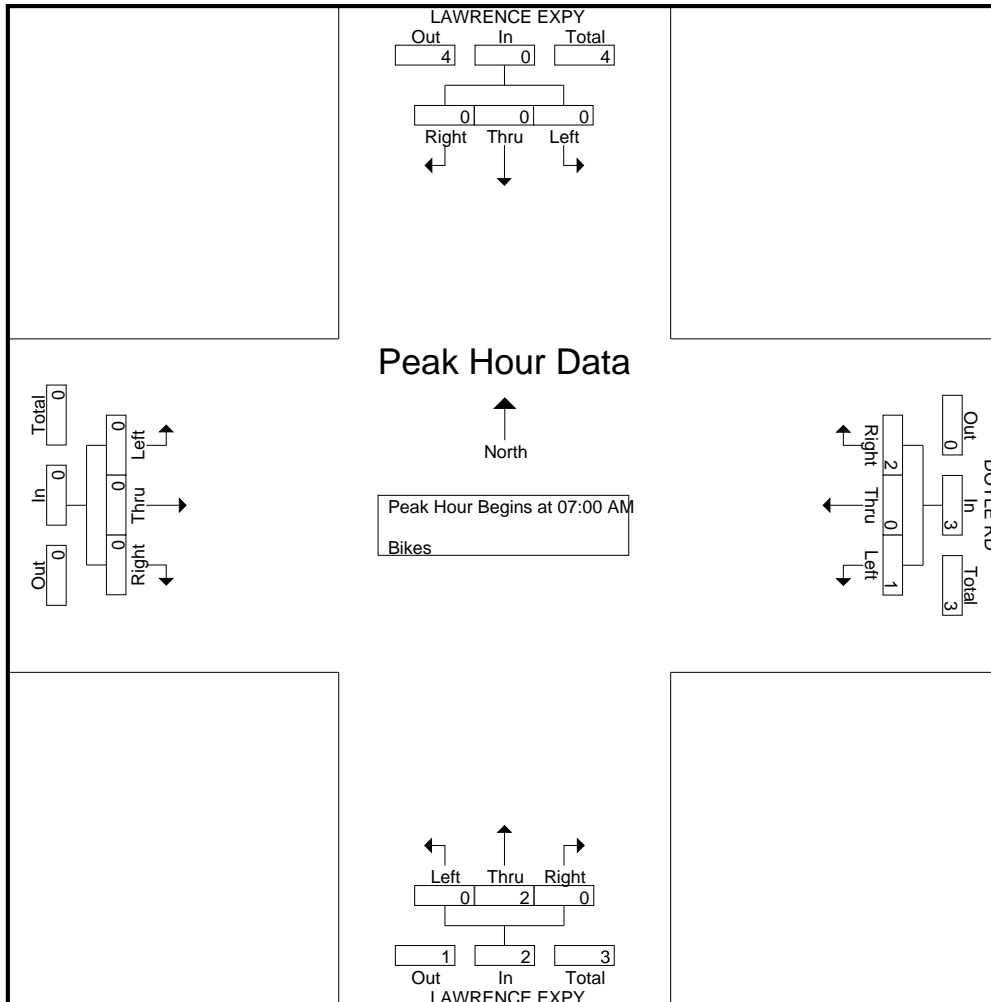 LAWRENCE EXPY
Out In Total
4 0 4
0 0 0
Right Thru Left
Peak Hour Data
North
Peak Hour Begins at 07:00 AM
Bikes
Total In Out
0 0 0
0 0 0
Left Thru Right
Right Thru Left
2 0 1
Out In Total
0 3 3
DOYLE RD
Left Thru Right
0 2 0
1 2 3
Out In Total
LAWRENCE EXPY